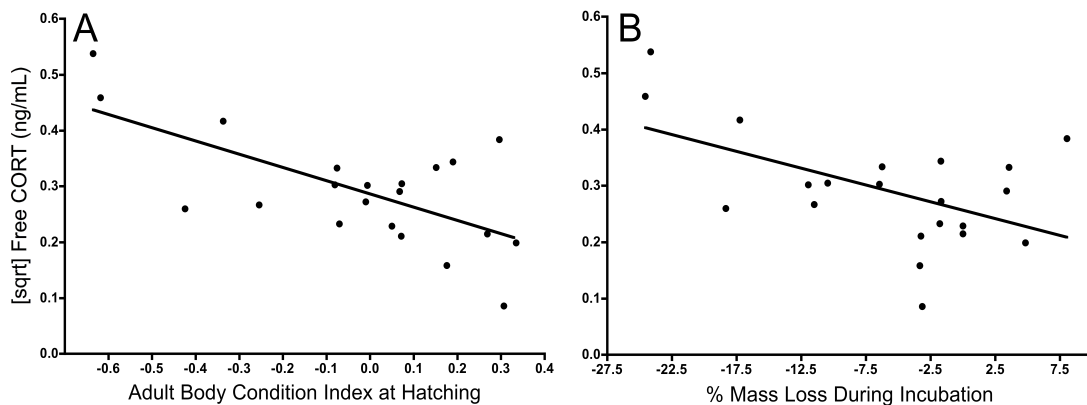 A
B
[sqrt] Free CORT (ng/mL)
0.6
0.5
0.4
0.3
0.2
0.1
0.0
-0.6 -0.5 -0.4 -0.3 -0.2 -0.1 0.0 0.1 0.2 0.3 0.4
Adult Body Condition Index at Hatching
0.6
0.5
0.4
0.3
0.2
0.1
0.0
-27.5 -22.5 -17.5 -12.5 -7.5 -2.5 2.5 7.5
% Mass Loss During Incubation